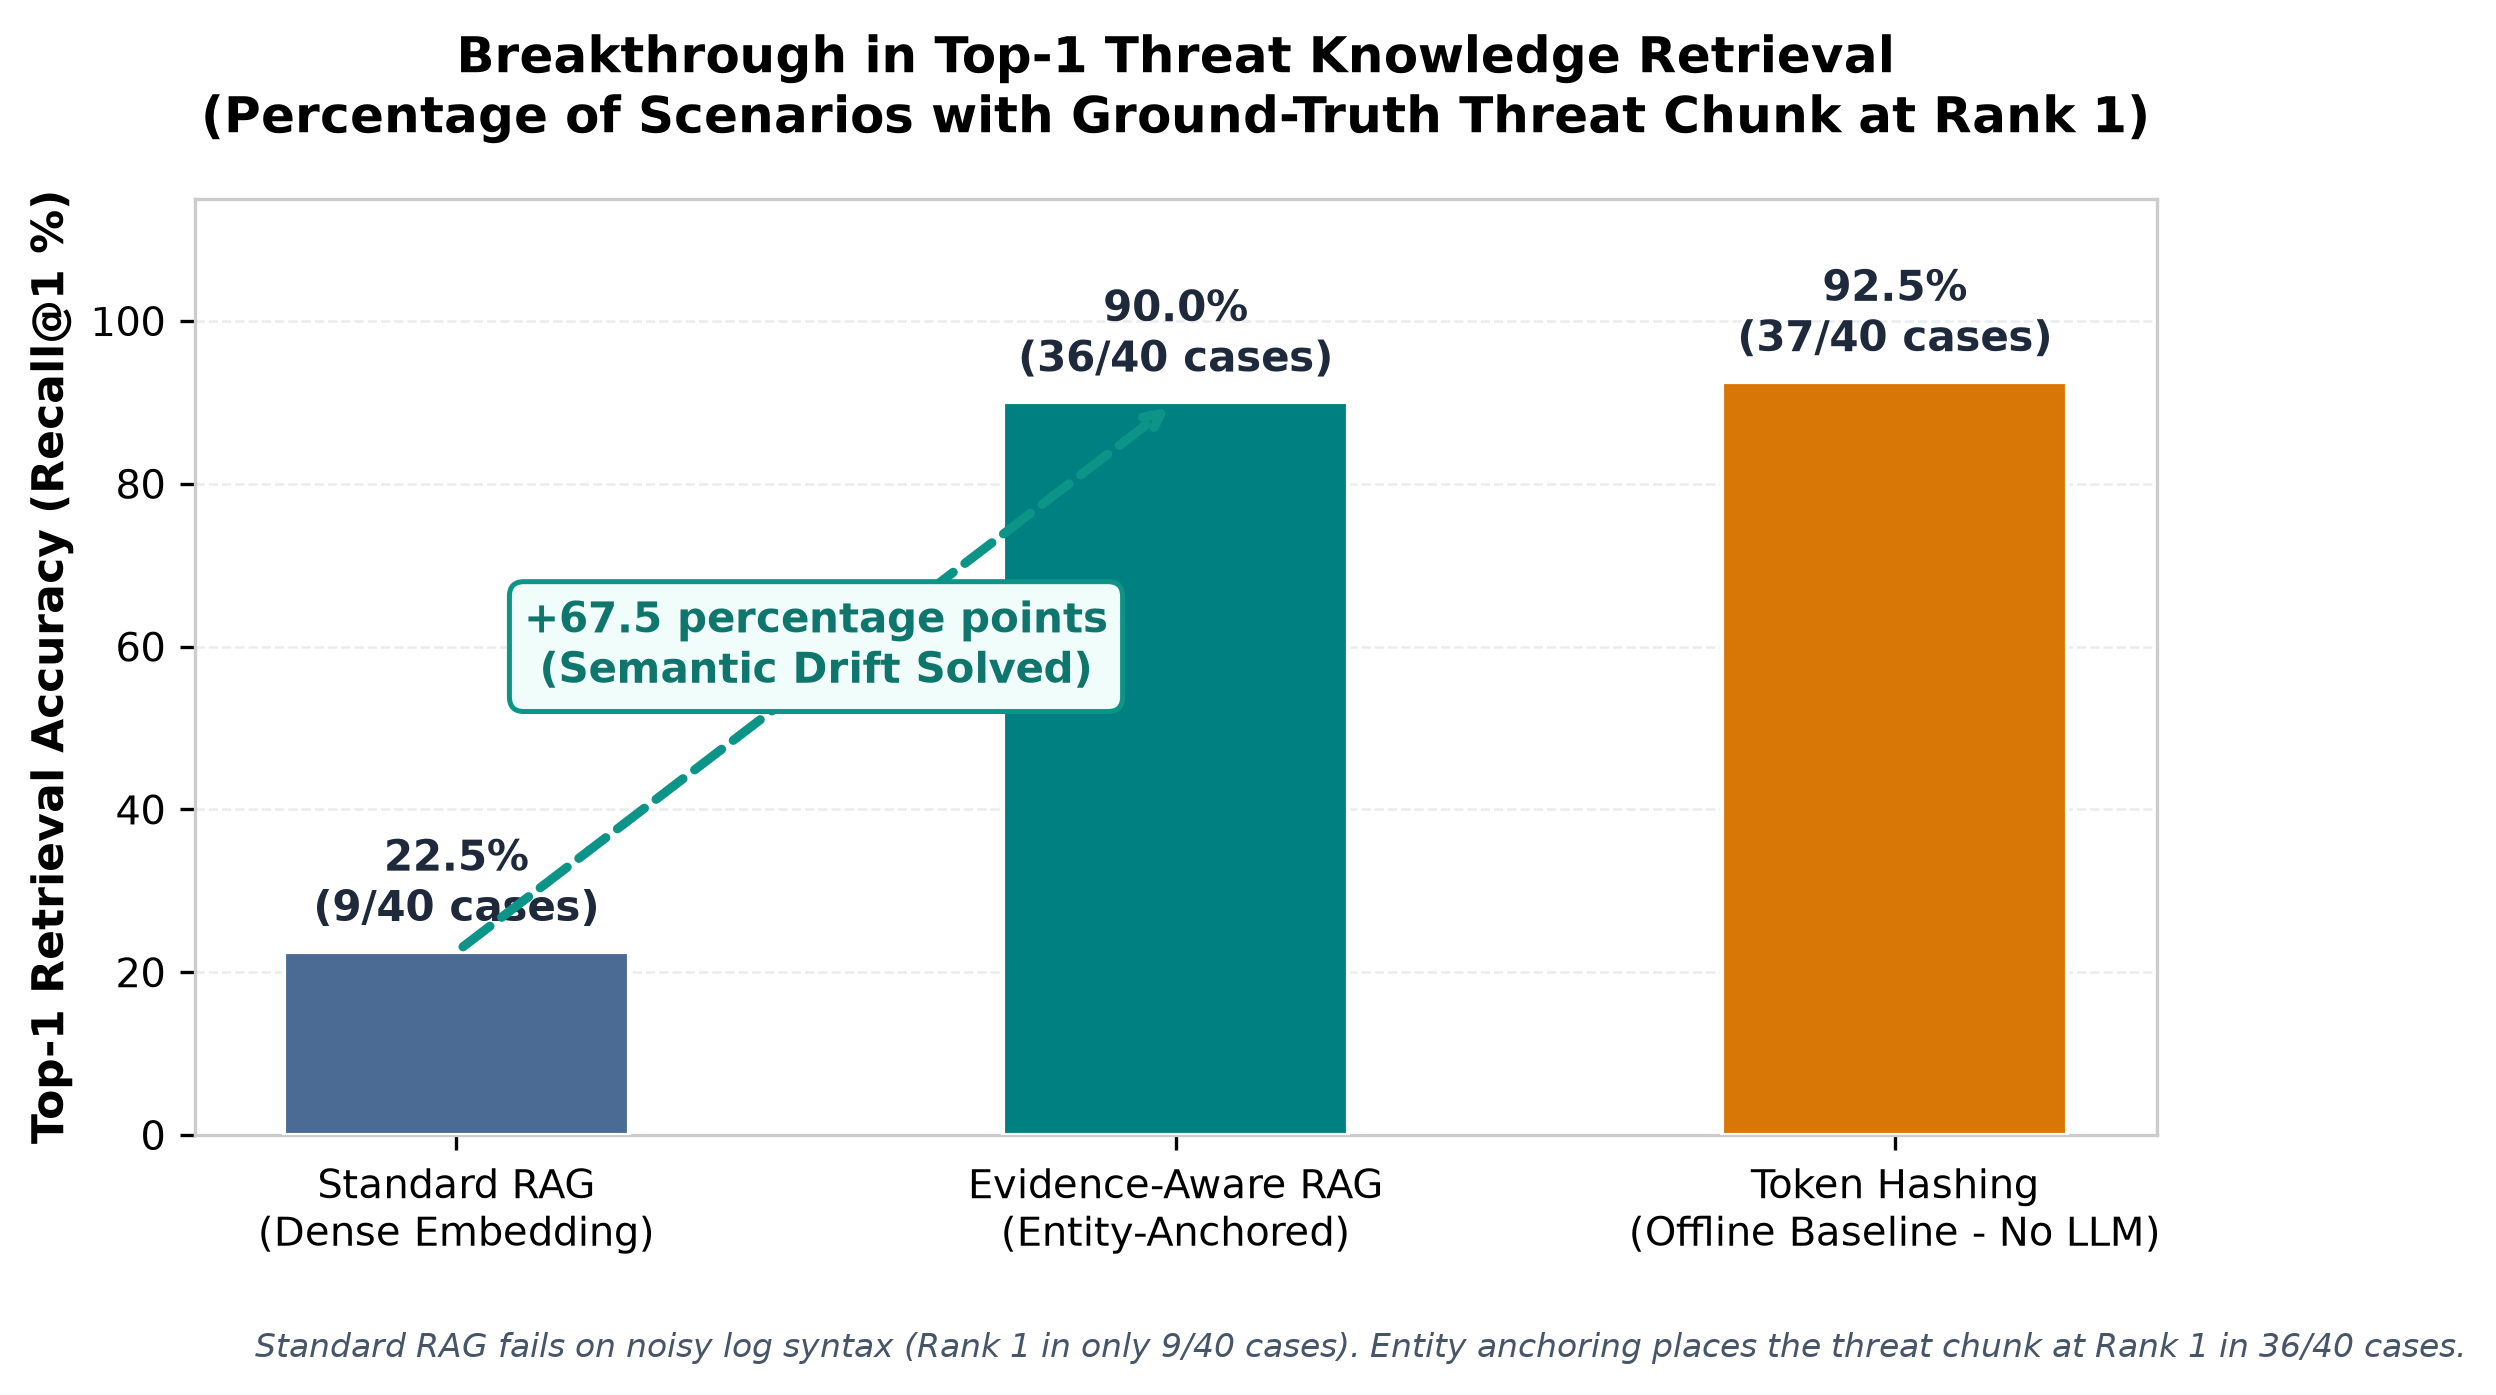 Breakthrough in Top-1 Threat Knowledge Retrieval
(Percentage of Scenarios with Ground-Truth Threat Chunk at Rank 1)
Top-1 Retrieval Accuracy (Recall@1 %)
100
80
60
40
20
0
22.5%
(9/40 cases)
+67.5 percentage points
(Semantic Drift Solved)
90.0%
(36/40 cases)
92.5%
(37/40 cases)
Standard RAG
(Dense Embedding)
Evidence-Aware RAG
(Entity-Anchored)
Token Hashing
(Offline Baseline - No LLM)
Standard RAG fails on noisy log syntax (Rank 1 in only 9/40 cases). Entity anchoring places the threat chunk at Rank 1 in 36/40 cases.